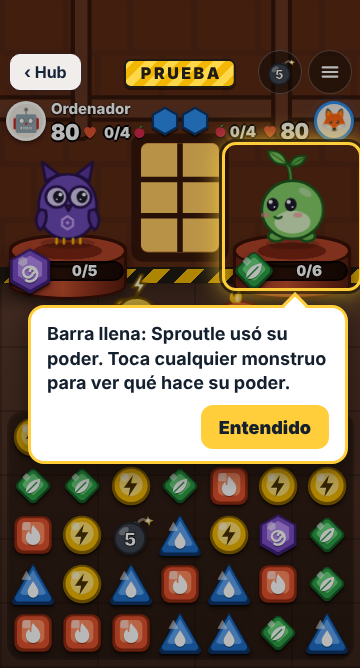 ‹ Hub
PRUEBA
5
Ordenador
80 0/4
0/4 80
0/5
0/6
Barra llena: Sproutle usó su
poder. Toca cualquier monstruo
para ver qué hace su poder.
Entendido
5